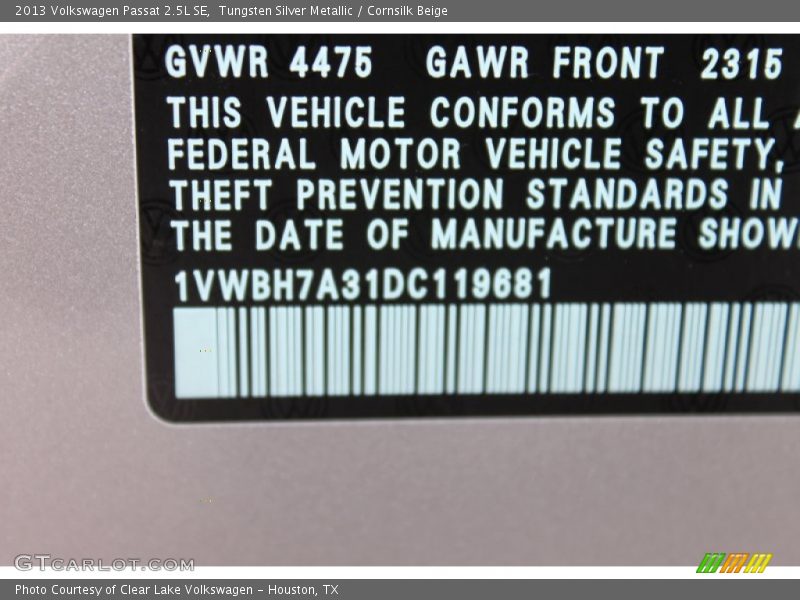 2013 Volkswagen Passat 2.5L SE, Tungsten Silver Metallic / Cornsilk Beige
GVWR 4475 GAWR FRONT 2315
THIS VEHICLE CONFORMS TO ALL
FEDERAL MOTOR VEHICLE SAFETY,
THEFT PREVENTION STANDARDS IN
THE DATE OF MANUFACTURE SHOW
1VWBH7A31DC119681
GTCARLOT.COM
Photo Courtesy of Clear Lake Volkswagen – Houston, TX